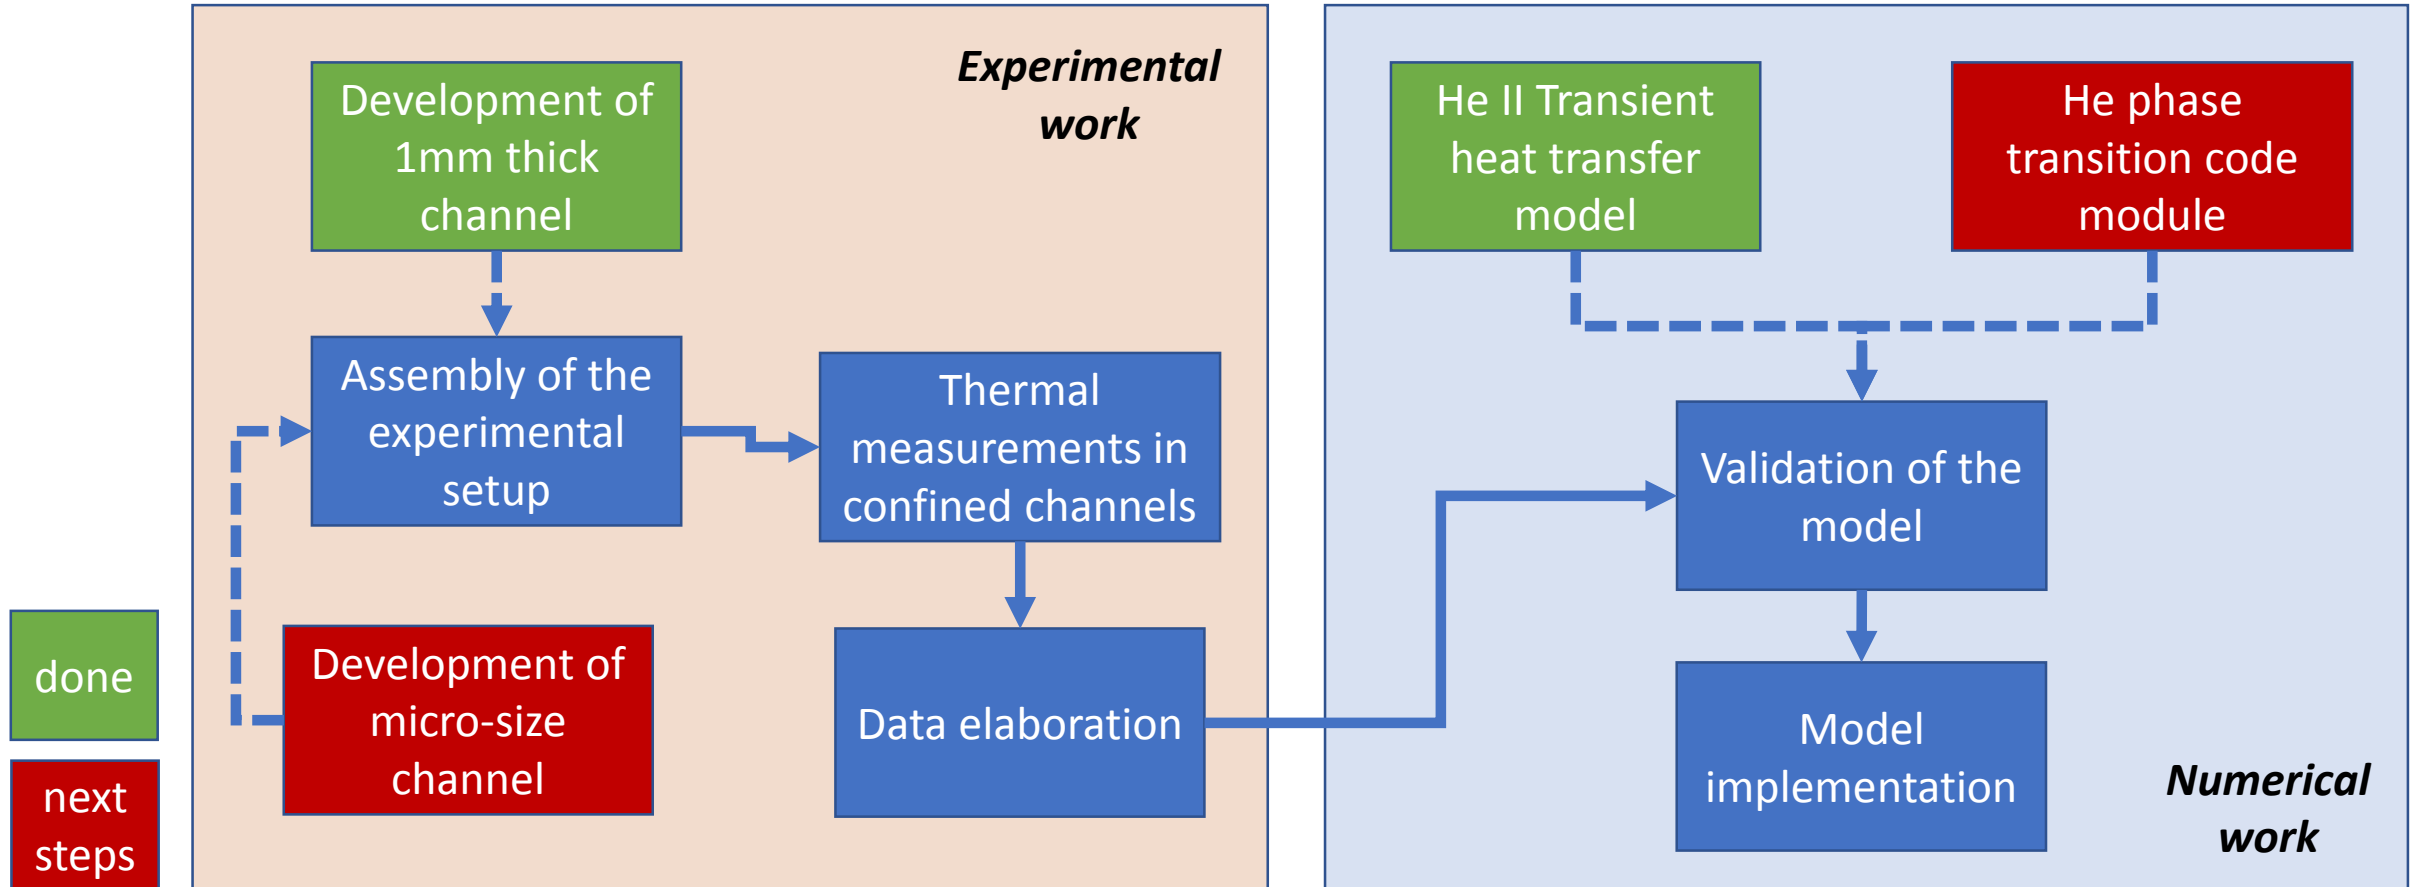 Experimental
work
Development of
1mm thick
channel
Assembly of the
experimental
setup
Thermal
measurements in
confined channels
Development of
micro-size
channel
Data elaboration
done
next
steps
He II Transient
heat transfer
model
He phase
transition code
module
Validation of the
model
Model
implementation
Numerical
work